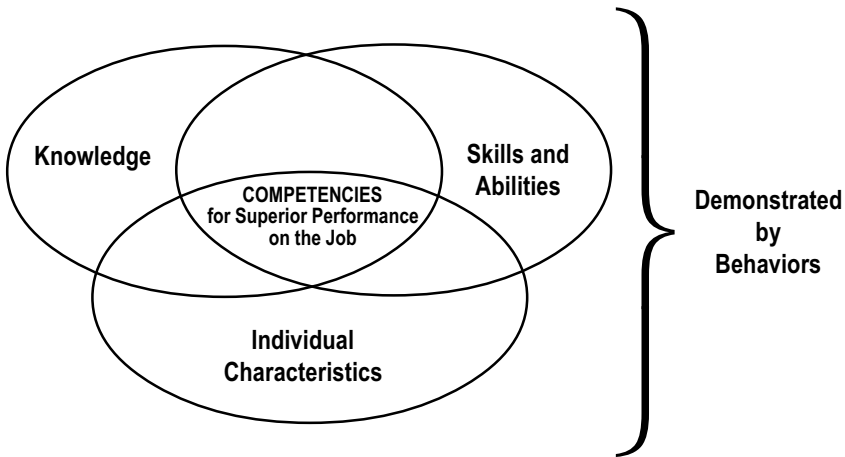 Knowledge
Skills and
Abilities
COMPETENCIES
for Superior Performance
on the Job
Individual
Characteristics
Demonstrated
by
Behaviors